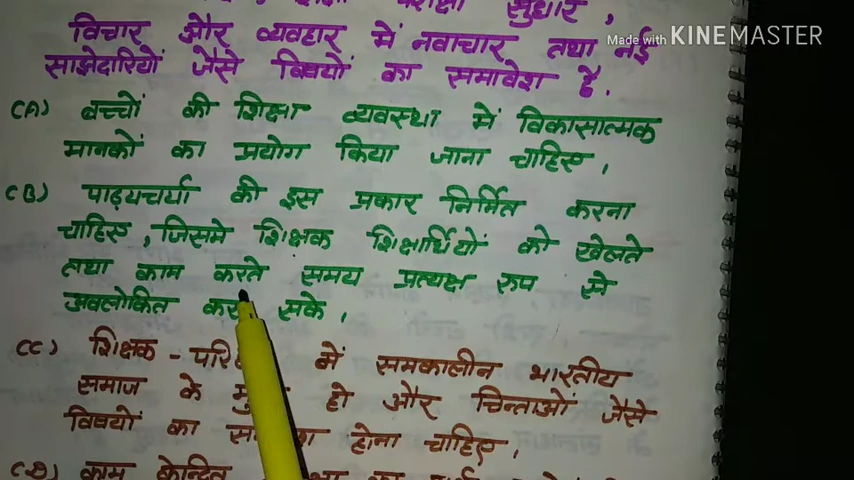 सुधार,
विचार और व्यवहार में नवाचार तथा नई
Made with KINEMASTER
साझेदारियों जैसे विषयों का समावेश है.
(A) बच्चों की शिक्षा व्यवस्था में विकासात्मक
मानकों का प्रयोग किया जाना चाहिए.
(B) पाढ़यचर्या की इस प्रकार निर्मित करना
चाहिए, जिसमे शिक्षक शिक्षार्थियों को खेलते
तथा काम करते समय प्रत्यक्ष रुप से
अवलोकित कर सके.
(C) शिक्षक - में समकालीन भारतीय
समाज के हो और चिन्ताओं जैसे
विषयों का होना चाहिए.
(D) काम केन्द्रित